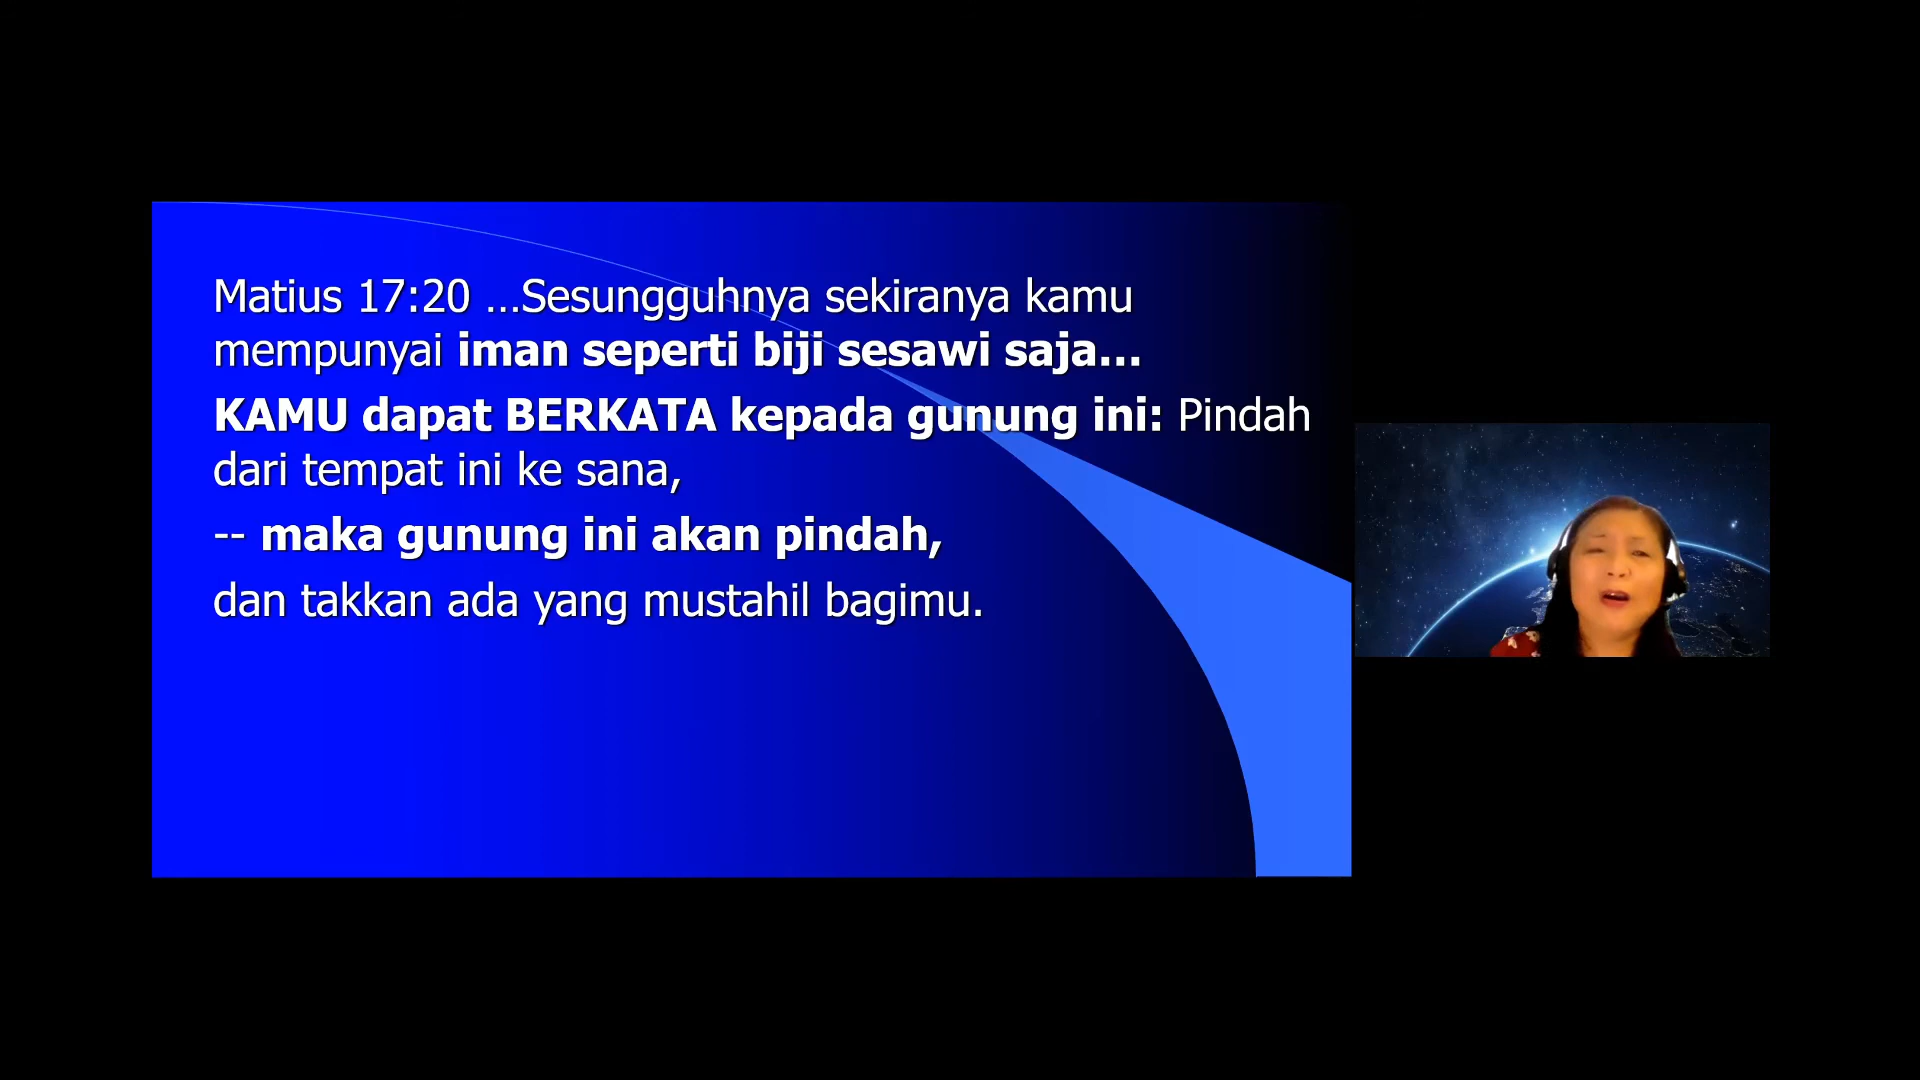 Matius 17:20 ...Sesungguhnya sekiranya kamu
mempunyai iman seperti biji sesawi saja...
KAMU dapat BERKATA kepada gunung ini: Pindah
dari tempat ini ke sana,
-- maka gunung ini akan pindah,
dan takkan ada yang mustahil bagimu.